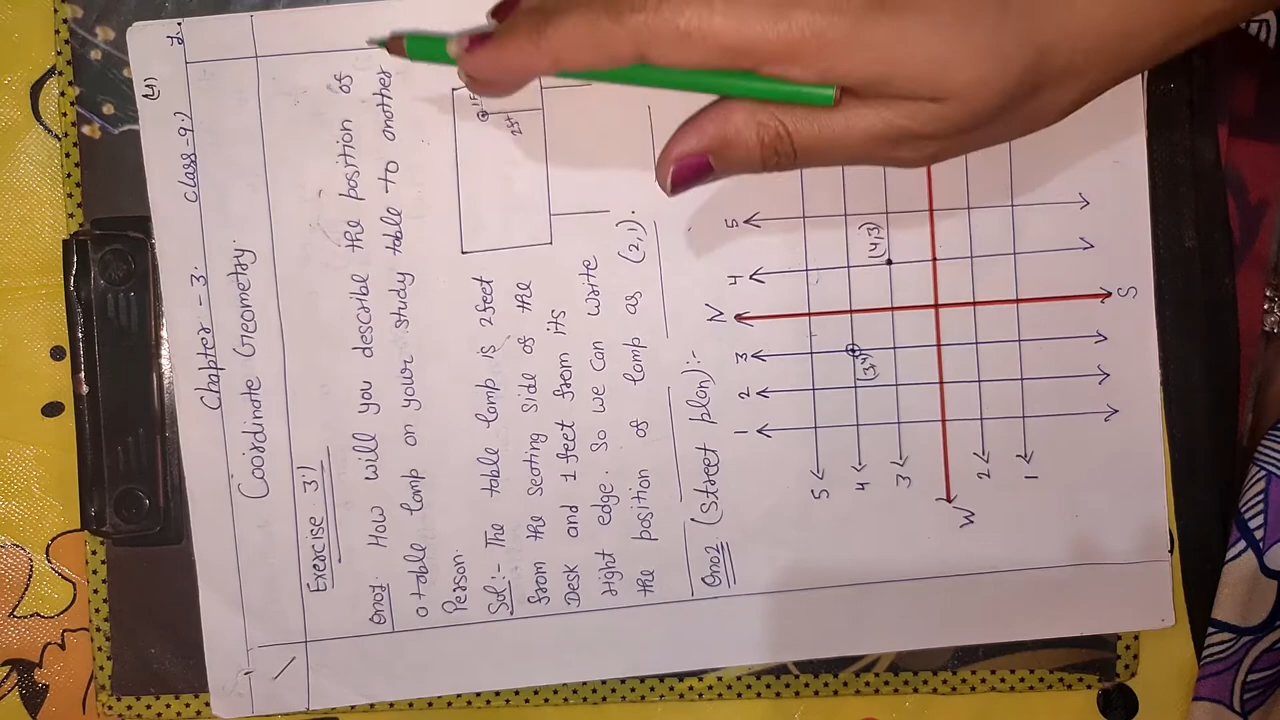 Chapter - 3. Class - 9.)
Coordinate Geometry.
Exercise 3.1
Qno1. How will you describe the position of
a table lamp on your study table to another
Person.
Sol:- The table lamp is 2feet
from the seating side of the
Desk and 1 feet from its
right edge. So we can write
the position of lamp as (2,1).
2ft
Qno2. (Street plan):-
1 2 3 N 4 5
5
4 (3,4)
3 (4,3)
W
2
1
S